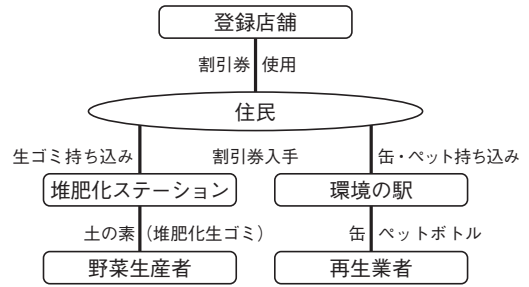 登録店舗
割引券 使用
住民
生ゴミ持ち込み 割引券入手 缶・ペット持ち込み
堆肥化ステーション 環境の駅
土の素 (堆肥化生ゴミ) 缶 ペットボトル
野菜生産者 再生業者